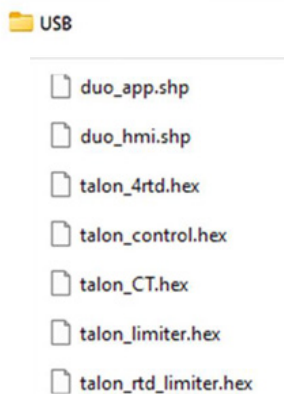 USB
duo_app.shp
duo_hmi.shp
talon_4rtd.hex
talon_control.hex
talon_CT.hex
talon_limiter.hex
talon_rtd_limiter.hex